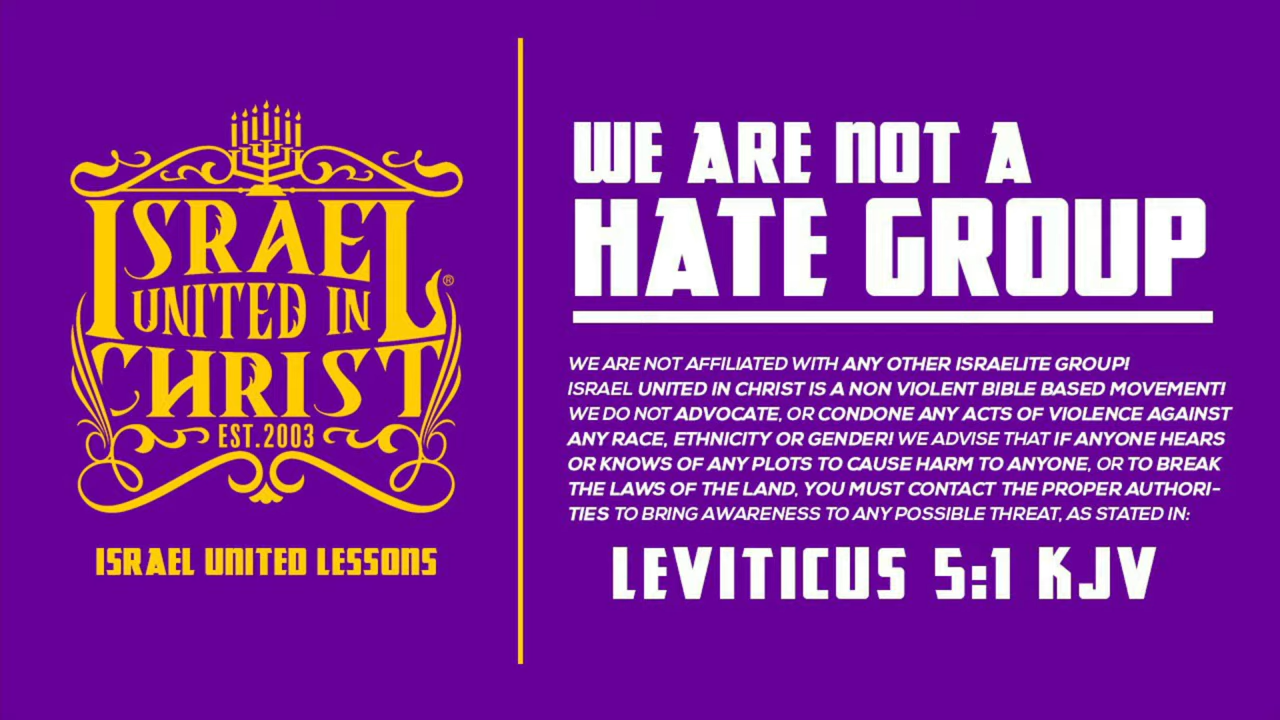 ISRAEL
UNITED IN
CHRIST
®
EST.2003
ISRAEL UNITED LESSONS
WE ARE NOT A
HATE GROUP
WE ARE NOT AFFILIATED WITH ANY OTHER ISRAELITE GROUP!
ISRAEL UNITED IN CHRIST IS A NON VIOLENT BIBLE BASED MOVEMENT!
WE DO NOT ADVOCATE, OR CONDONE ANY ACTS OF VIOLENCE AGAINST
ANY RACE, ETHNICITY OR GENDER! WE ADVISE THAT IF ANYONE HEARS
OR KNOWS OF ANY PLOTS TO CAUSE HARM TO ANYONE, OR TO BREAK
THE LAWS OF THE LAND, YOU MUST CONTACT THE PROPER AUTHORI-
TIES TO BRING AWARENESS TO ANY POSSIBLE THREAT, AS STATED IN:
LEVITICUS 5:1 KJV